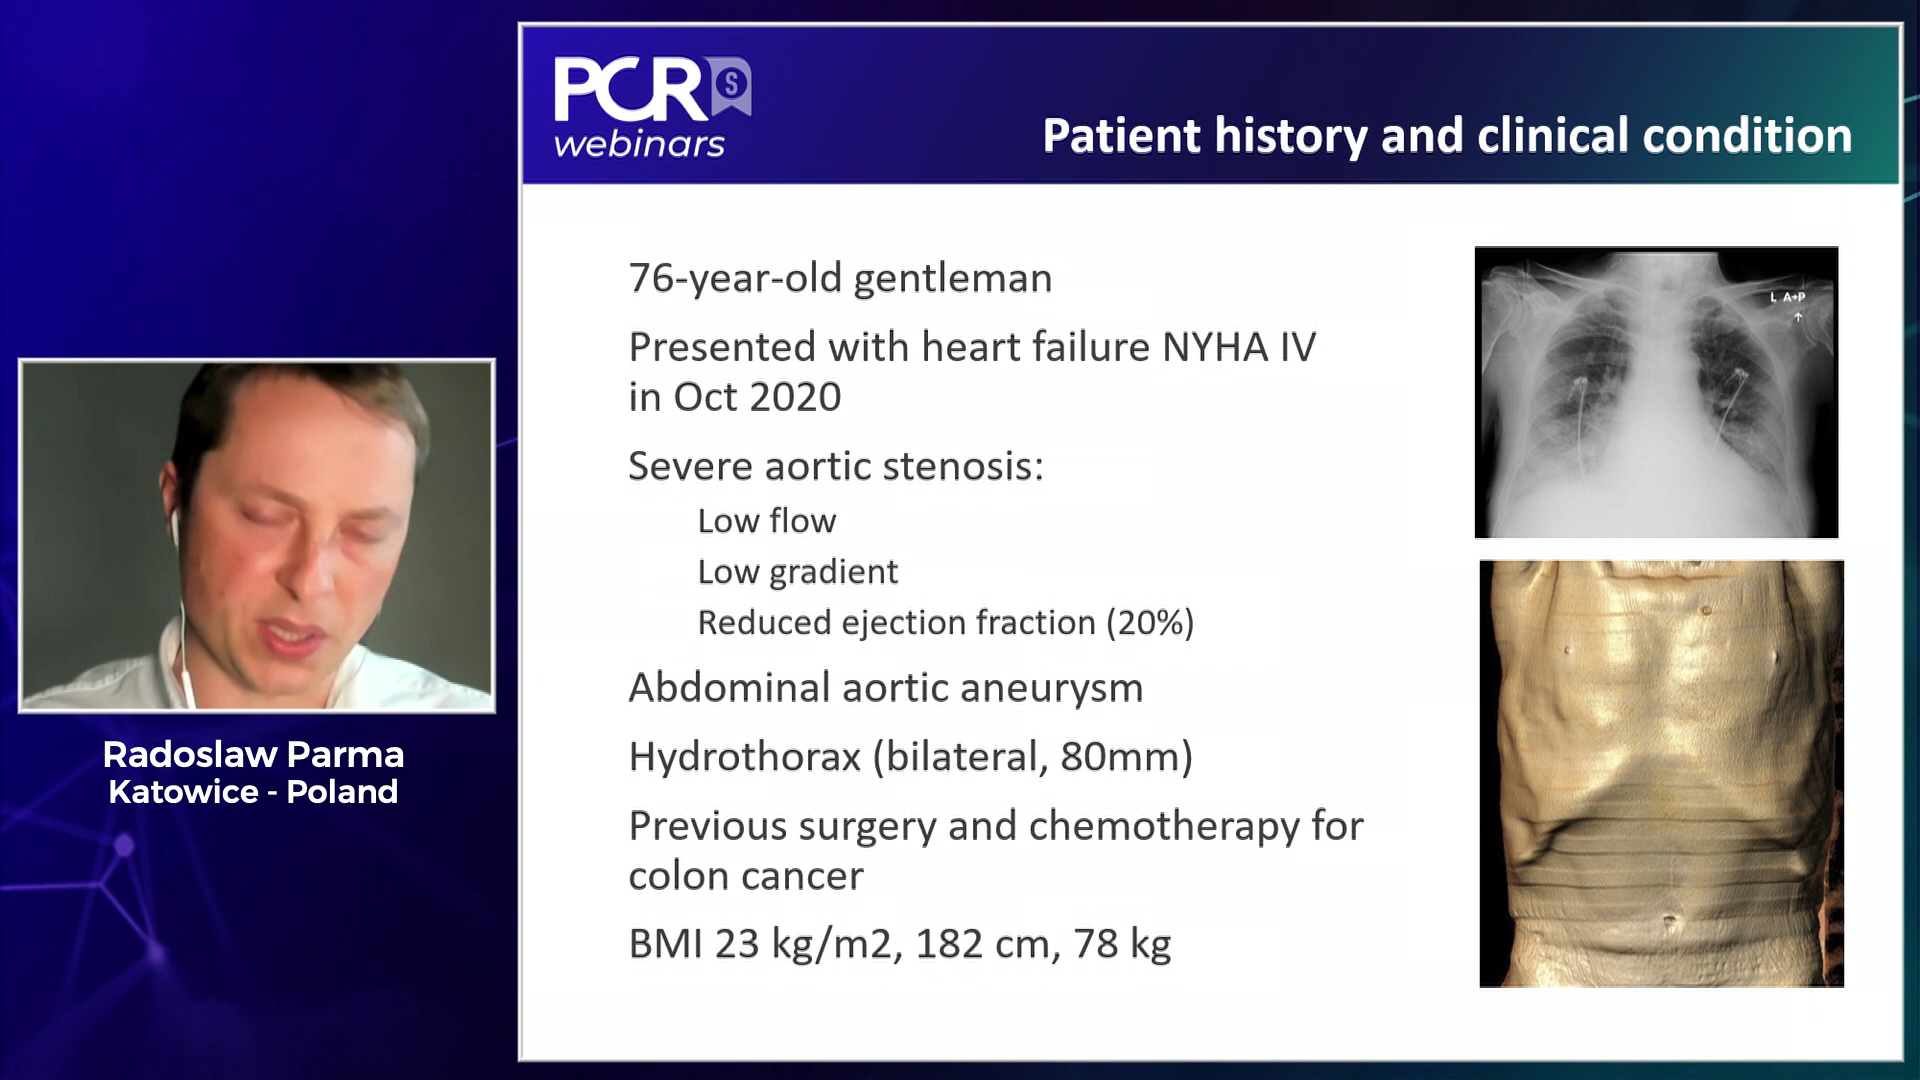 PCR S
webinars
Patient history and clinical condition
76-year-old gentleman
Presented with heart failure NYHA IV
in Oct 2020
Severe aortic stenosis:
Low flow
Low gradient
Reduced ejection fraction (20%)
Abdominal aortic aneurysm
Hydrothorax (bilateral, 80mm)
Previous surgery and chemotherapy for
colon cancer
BMI 23 kg/m2, 182 cm, 78 kg
L A→P
↑
Radoslaw Parma
Katowice - Poland